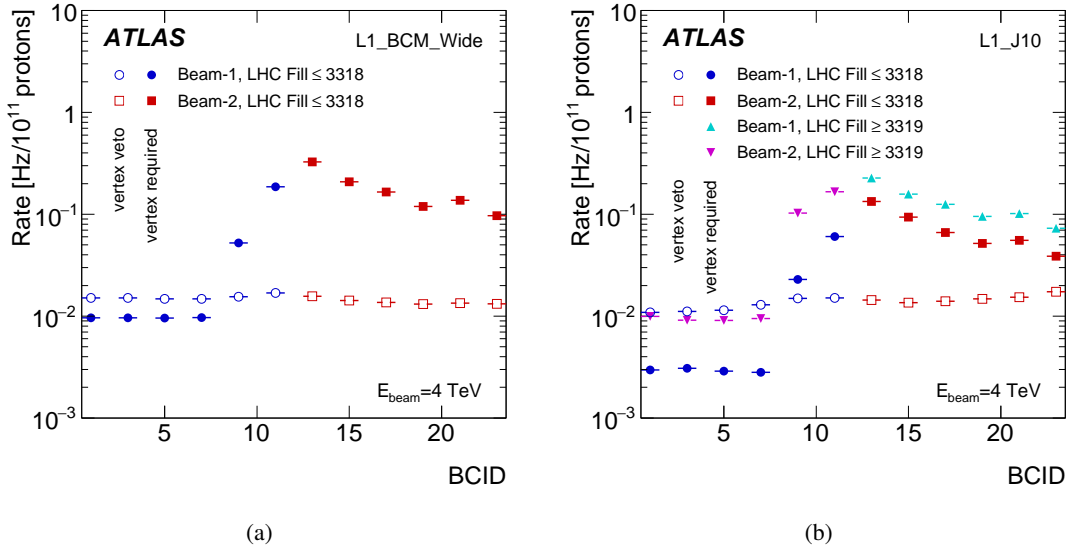 ATLAS
L1_BCM_Wide
Beam-1, LHC Fill ≤ 3318
Beam-2, LHC Fill ≤ 3318
vertex veto
vertex required
E_beam=4 TeV
Rate [Hz/10^11 protons]
10
1
10^−1
10^−2
10^−3
5
10
15
20
BCID
(a)
ATLAS
L1_J10
Beam-1, LHC Fill ≤ 3318
Beam-2, LHC Fill ≤ 3318
Beam-1, LHC Fill ≥ 3319
Beam-2, LHC Fill ≥ 3319
vertex veto
vertex required
E_beam=4 TeV
Rate [Hz/10^11 protons]
10
1
10^−1
10^−2
10^−3
5
10
15
20
BCID
(b)